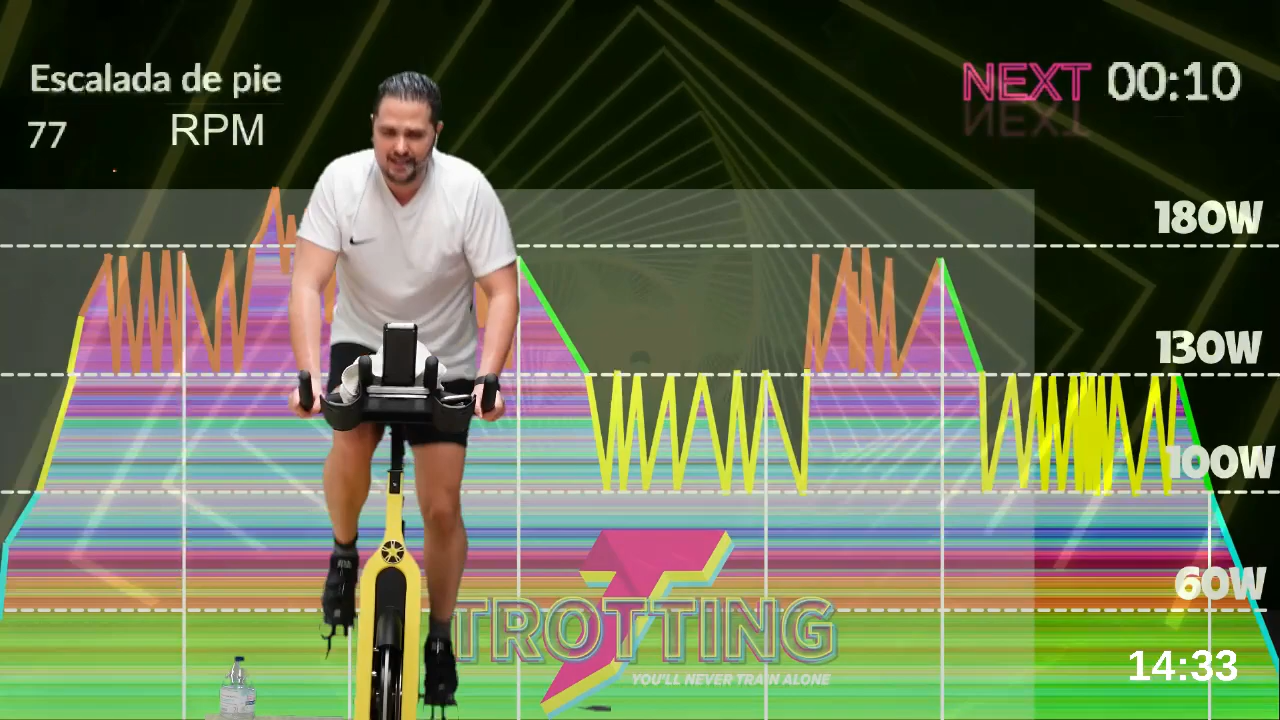 Escalada de pie
77 RPM
NEXT 00:10
NEXT
180W
130W
100W
60W
TROTTING
YOU'LL NEVER TRAIN ALONE
14:33